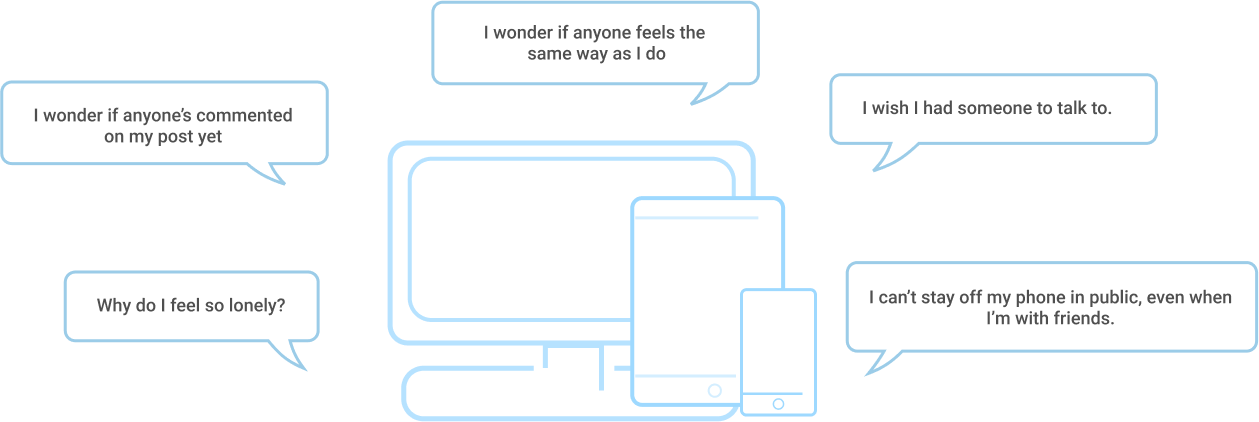 I wonder if anyone feels the
same way as I do
I wonder if anyone’s commented
on my post yet
I wish I had someone to talk to.
Why do I feel so lonely?
I can’t stay off my phone in public, even when
I’m with friends.